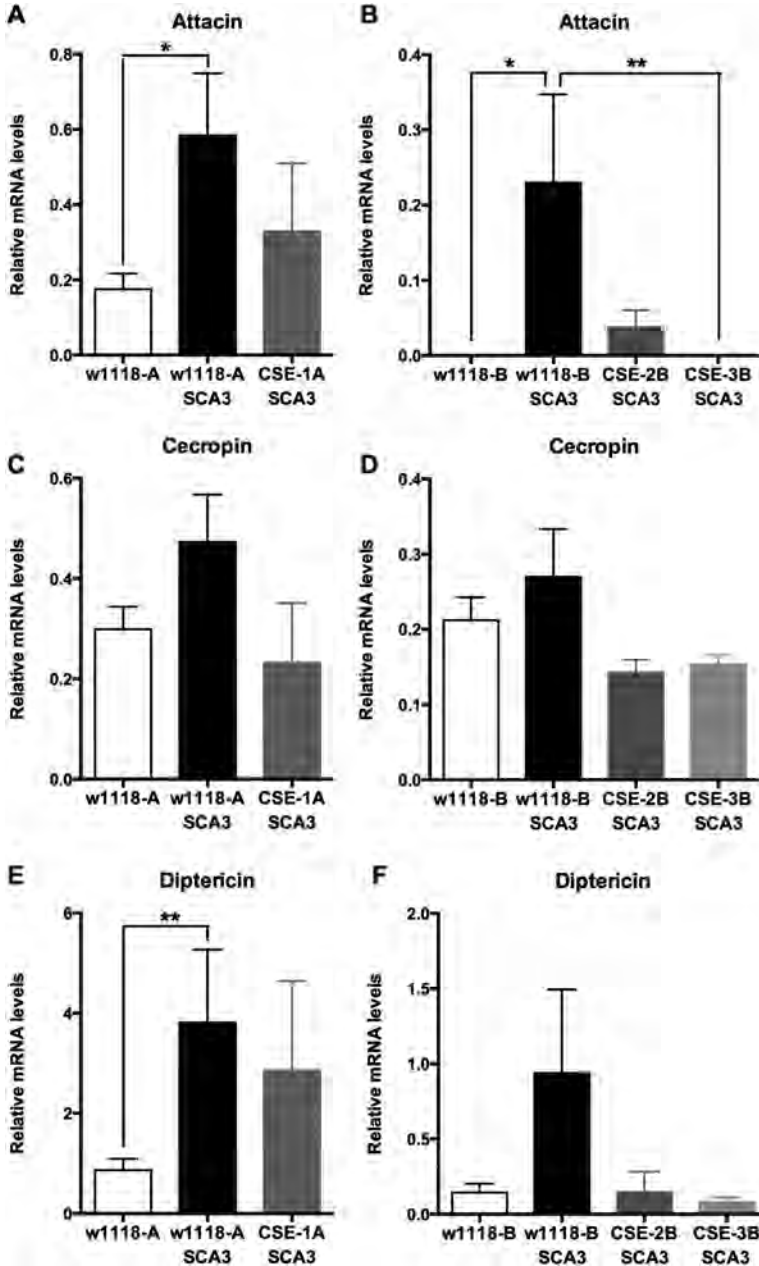 A
Attacin
*
Relative mRNA levels
0.8
0.6
0.4
0.2
0.0
w1118-A
w1118-A
SCA3
CSE-1A
SCA3
B
Attacin
*
**
Relative mRNA levels
0.4
0.3
0.2
0.1
0.0
w1118-B
w1118-B
SCA3
CSE-2B
SCA3
CSE-3B
SCA3
C
Cecropin
Relative mRNA levels
0.6
0.4
0.2
0.0
w1118-A
w1118-A
SCA3
CSE-1A
SCA3
D
Cecropin
Relative mRNA levels
0.4
0.3
0.2
0.1
0.0
w1118-B
w1118-B
SCA3
CSE-2B
SCA3
CSE-3B
SCA3
E
Diptericin
**
Relative mRNA levels
6
4
2
0
w1118-A
w1118-A
SCA3
CSE-1A
SCA3
F
Diptericin
Relative mRNA levels
2.0
1.5
1.0
0.5
0.0
w1118-B
w1118-B
SCA3
CSE-2B
SCA3
CSE-3B
SCA3